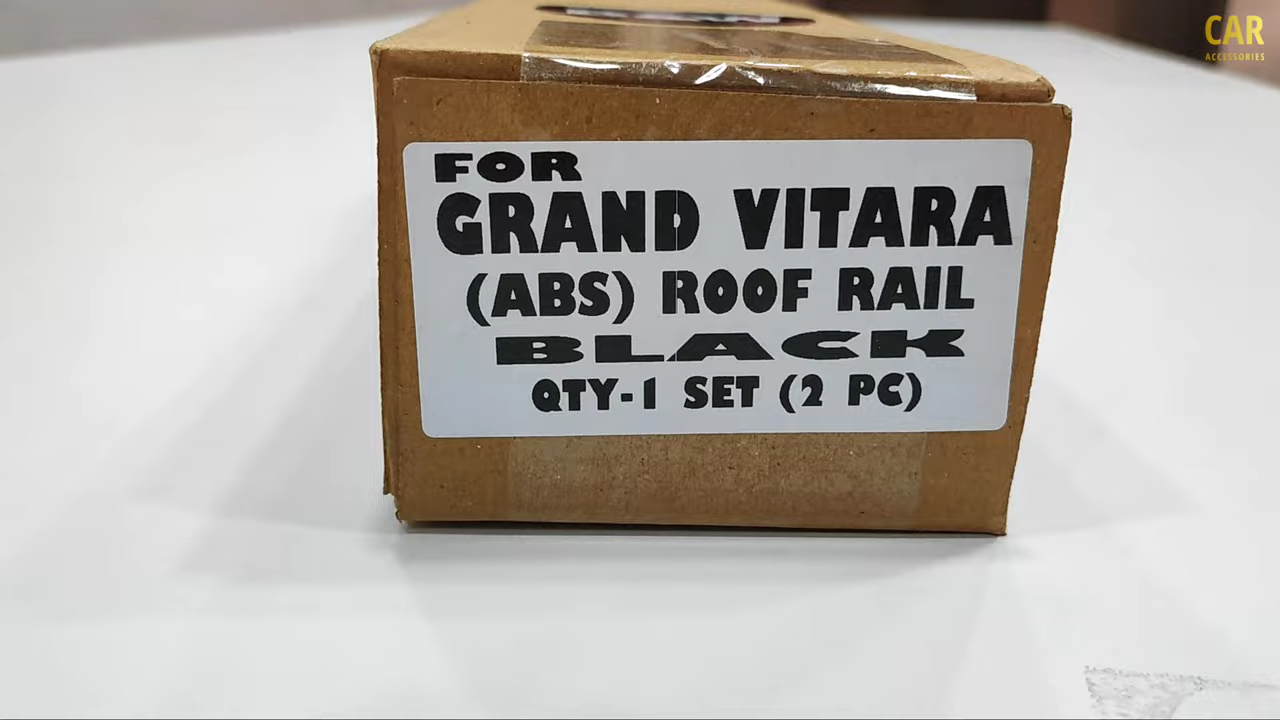 CAR
ACCESSORIES
FOR
GRAND VITARA
(ABS) ROOF RAIL
BLACK
QTY-1 SET (2 PC)